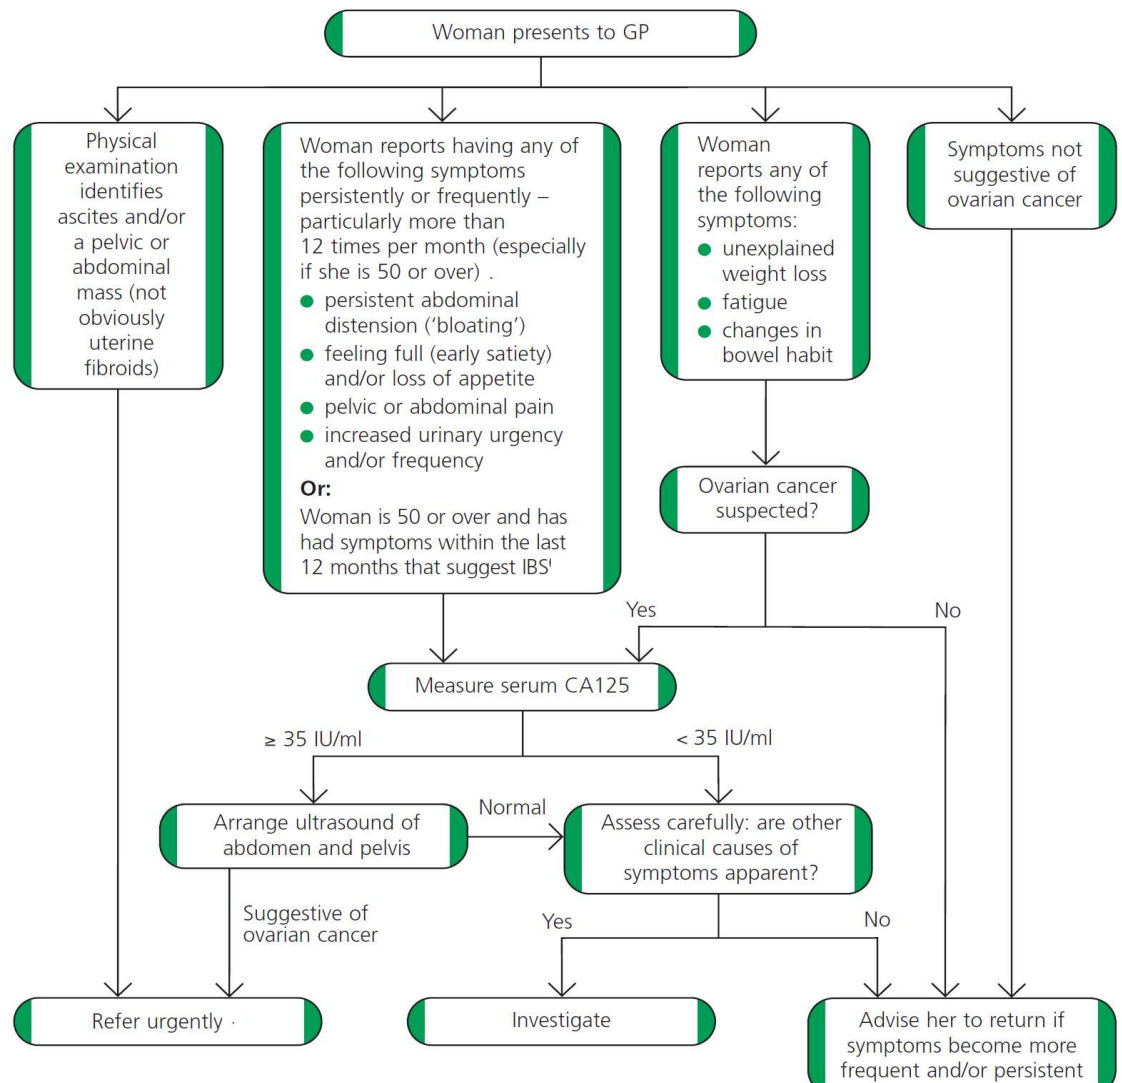 Woman presents to GP
Physical
examination
identifies
ascites and/or
a pelvic or
abdominal
mass (not
obviously
uterine
fibroids)
Woman reports having any of
the following symptoms
persistently or frequently –
particularly more than
12 times per month (especially
if she is 50 or over) .
● persistent abdominal
distension (‘bloating’)
● feeling full (early satiety)
and/or loss of appetite
● pelvic or abdominal pain
● increased urinary urgency
and/or frequency
Or:
Woman is 50 or over and has
had symptoms within the last
12 months that suggest IBS
Woman
reports any of
the following
symptoms:
● unexplained
weight loss
● fatigue
● changes in
bowel habit
Symptoms not
suggestive of
ovarian cancer
Ovarian cancer
suspected?
Yes
No
Measure serum CA125
≥ 35 IU/ml
< 35 IU/ml
Arrange ultrasound of
abdomen and pelvis
Normal
Assess carefully: are other
clinical causes of
symptoms apparent?
Suggestive of
ovarian cancer
Yes
No
Refer urgently
Investigate
Advise her to return if
symptoms become more
frequent and/or persistent